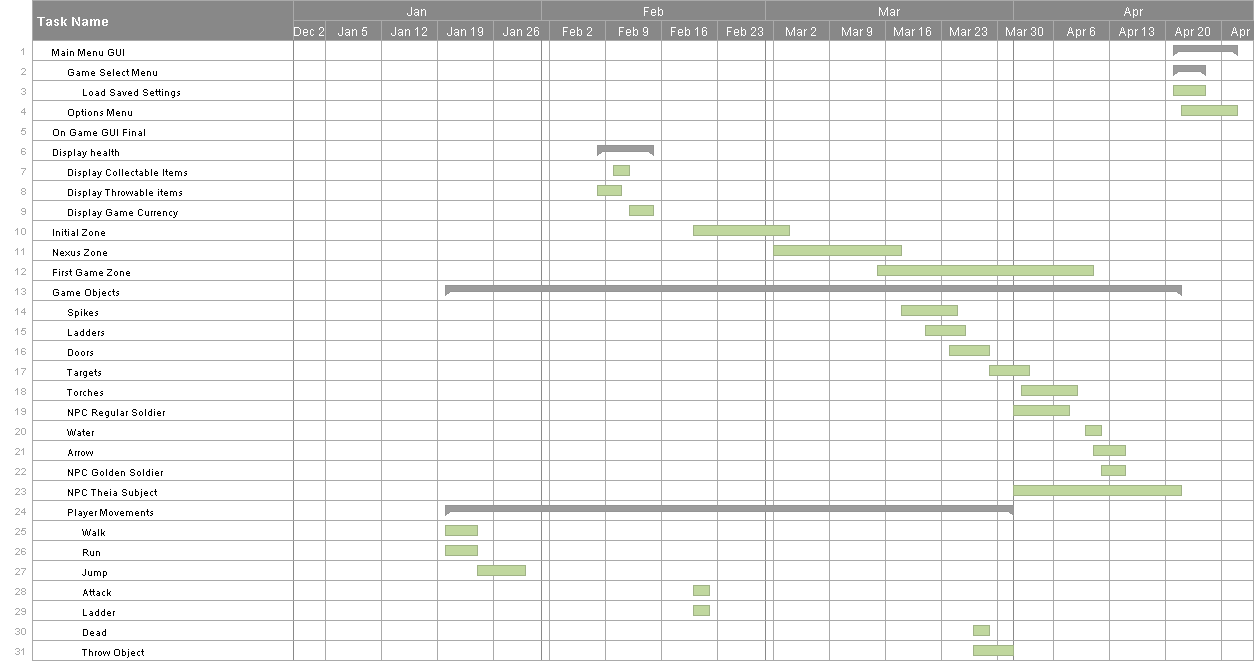 Task Name
Jan Feb Mar Apr
Dec 2 Jan 5 Jan 12 Jan 19 Jan 26 Feb 2 Feb 9 Feb 16 Feb 23 Mar 2 Mar 9 Mar 16 Mar 23 Mar 30 Apr 6 Apr 13 Apr 20 Apr
1 Main Menu GUI
2 Game Select Menu
3 Load Saved Settings
4 Options Menu
5 On Game GUI Final
6 Display health
7 Display Collectable Items
8 Display Throwable items
9 Display Game Currency
10 Initial Zone
11 Nexus Zone
12 First Game Zone
13 Game Objects
14 Spikes
15 Ladders
16 Doors
17 Targets
18 Torches
19 NPC Regular Soldier
20 Water
21 Arrow
22 NPC Golden Soldier
23 NPC Theia Subject
24 Player Movements
25 Walk
26 Run
27 Jump
28 Attack
29 Ladder
30 Dead
31 Throw Object